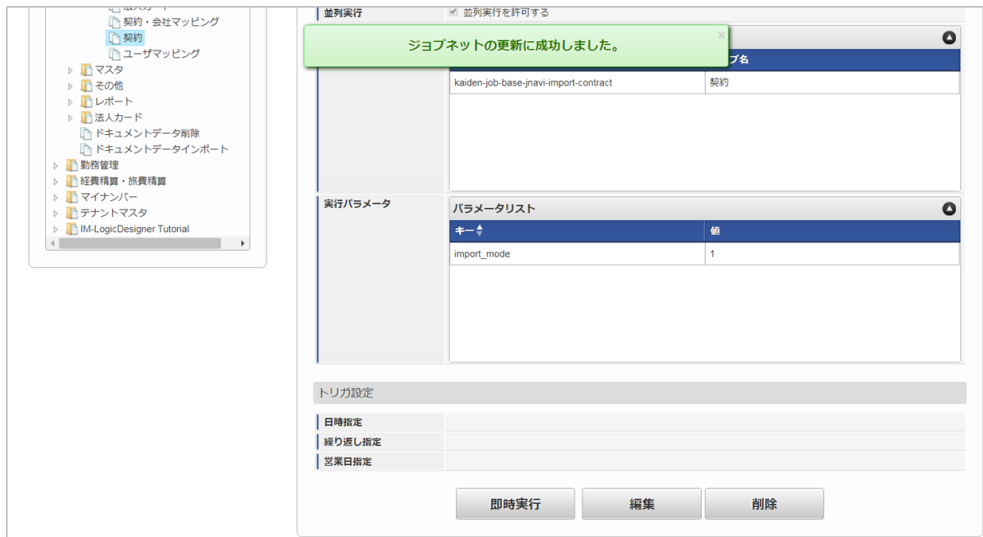 契約・会社マッピング
契約
ユーザマッピング
マスタ
その他
レポート
法人カード
ドキュメントデータ削除
ドキュメントデータインポート
勤務管理
経費精算・旅費精算
マイナンバー
テナントマスタ
IM-LogicDesigner Tutorial
並列実行
並列実行を許可する
ジョブネットの更新に成功しました。
×
ブ名
kaiden-job-base-jnavi-import-contract
契約
実行パラメータ
パラメータリスト
キー
値
import_mode
1
トリガ設定
日時指定
繰り返し指定
営業日指定
即時実行
編集
削除